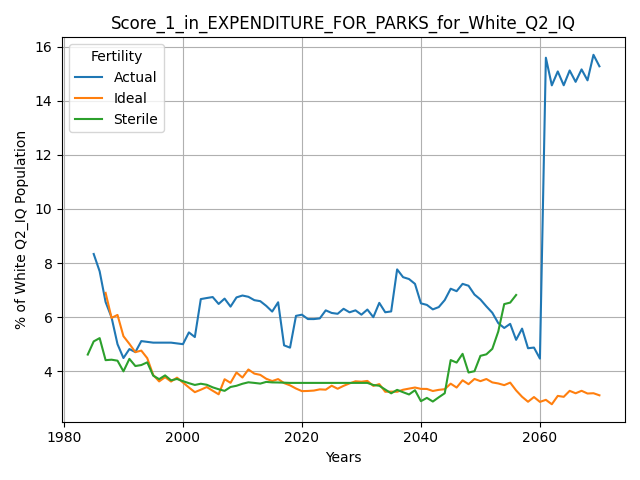 Score_1_in_EXPENDITURE_FOR_PARKS_for_White_Q2_IQ
Fertility
Actual
Ideal
Sterile
% of White Q2_IQ Population
16
14
12
10
8
6
4
1980
2000
2020
2040
2060
Years